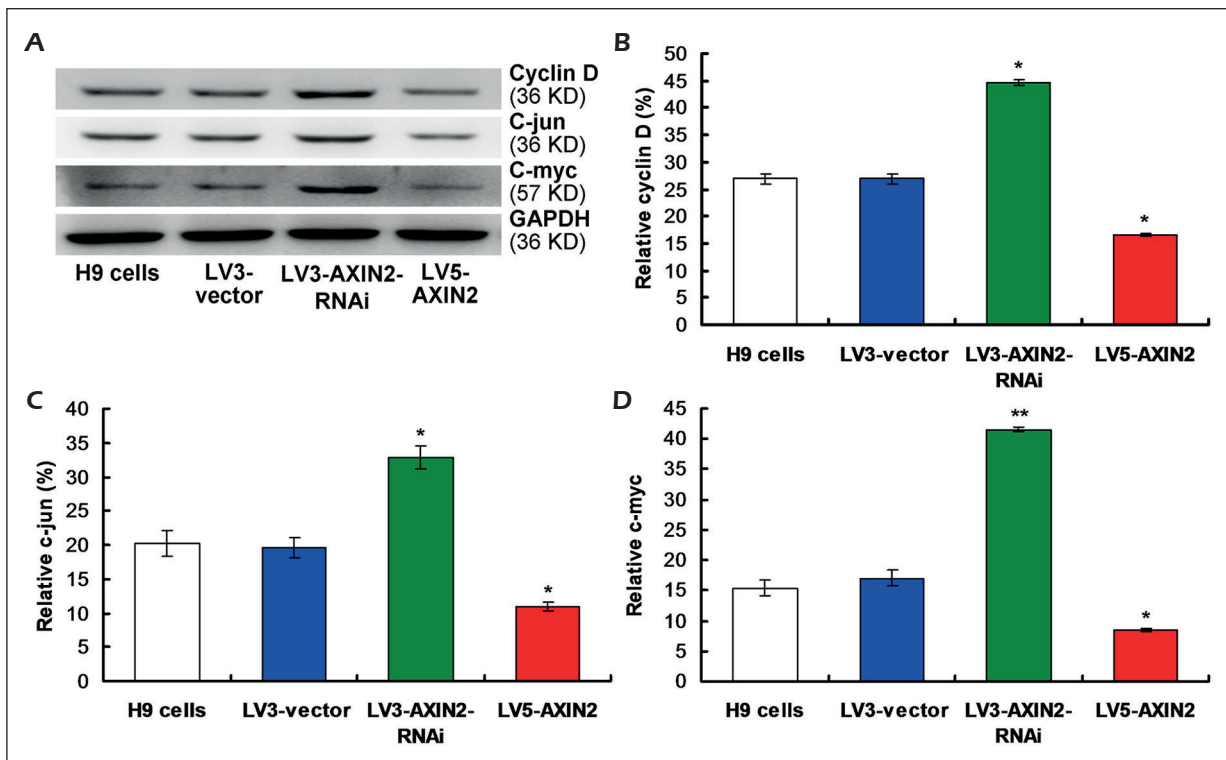 A
Cyclin D
(36 KD)
C-jun
(36 KD)
C-myc
(57 KD)
GAPDH
(36 KD)
H9 cells
LV3-
vector
LV3-AXIN2-
RNAi
LV5-
AXIN2
B
Relative cyclin D (%)
50
45
40
35
30
25
20
15
10
5
0
*
*
H9 cells
LV3-vector
LV3-AXIN2-
RNAi
LV5-AXIN2
C
Relative c-jun (%)
40
35
30
25
20
15
10
5
0
*
*
H9 cells
LV3-vector
LV3-AXIN2-
RNAi
LV5-AXIN2
D
Relative c-myc
45
40
35
30
25
20
15
10
5
0
**
*
H9 cells
LV3-vector
LV3-AXIN2-
RNAi
LV5-AXIN2